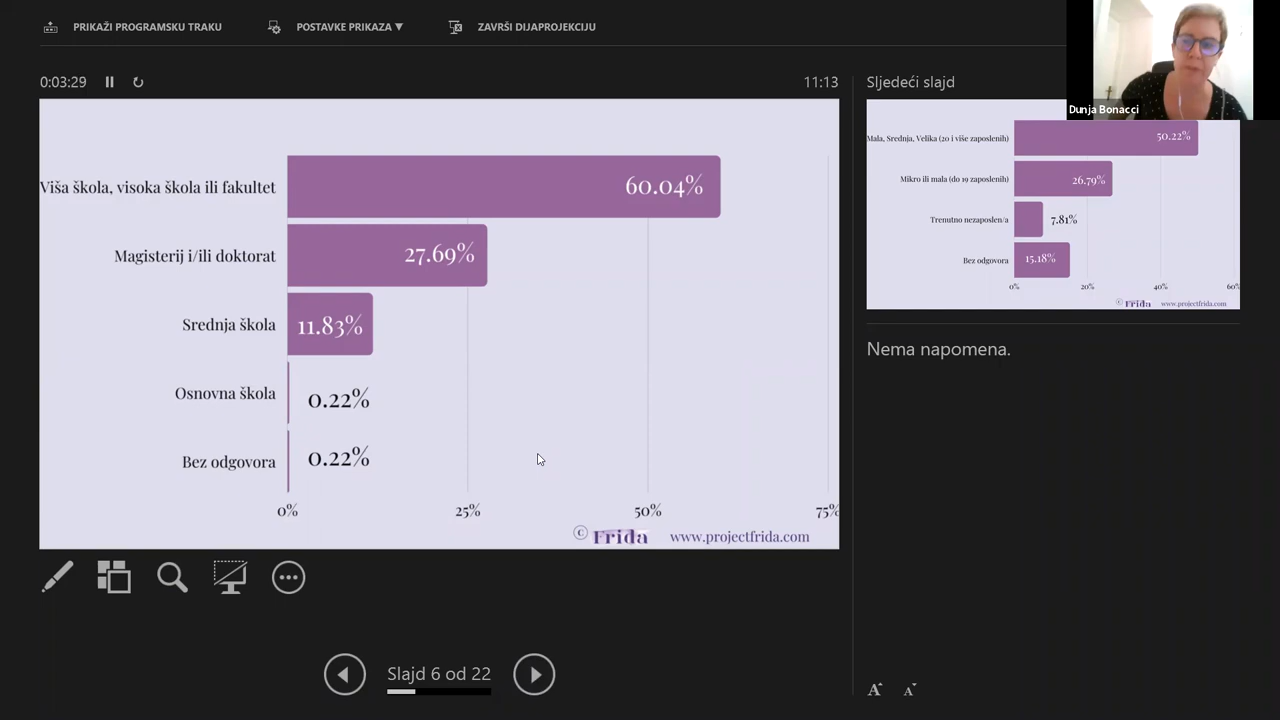 PRIKAŽI PROGRAMSKU TRAKU
POSTAVKE PRIKAZA ▼
ZAVRŠI DIJAPROJEKCIJU
0:03:29
11:13
Viša škola, visoka škola ili fakultet
60.04%
Magisterij i/ili doktorat
27.69%
Srednja škola
11.83%
Osnovna škola
0.22%
Bez odgovora
0.22%
0% 25% 50% 75%
© Frida www.projectfrida.com
Slajd 6 od 22
Sljedeći slajd
Dunja Bonacci
Mala, Srednja, Velika (20 i više zaposlenih)
50.22%
Mikro ili mala (do 19 zaposlenih)
26.79%
Trenutno nezaposlen/a
7.81%
Bez odgovora
15.18%
0% 20% 40% 60%
© Frida www.projectfrida.com
Nema napomena.
A A